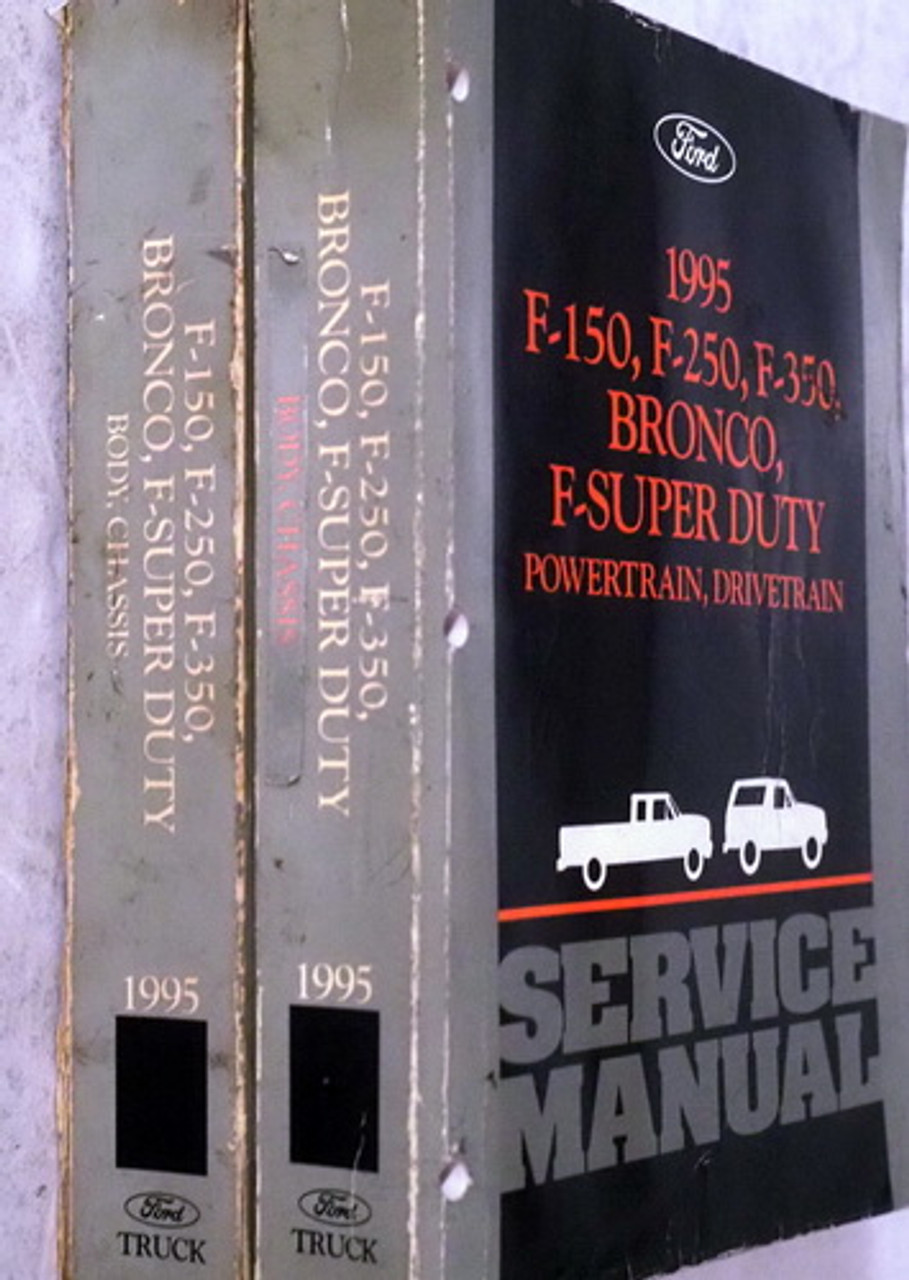 F-150, F-250, F-350,
BRONCO, F-SUPER DUTY
BODY, CHASSIS
1995
Ford
TRUCK
F-150, F-250, F-350,
BRONCO, F-SUPER DUTY
BODY, CHASSIS
1995
Ford
TRUCK
Ford
1995
F-150, F-250, F-350,
BRONCO,
F-SUPER DUTY
POWERTRAIN, DRIVETRAIN
SERVICE
MANUAL